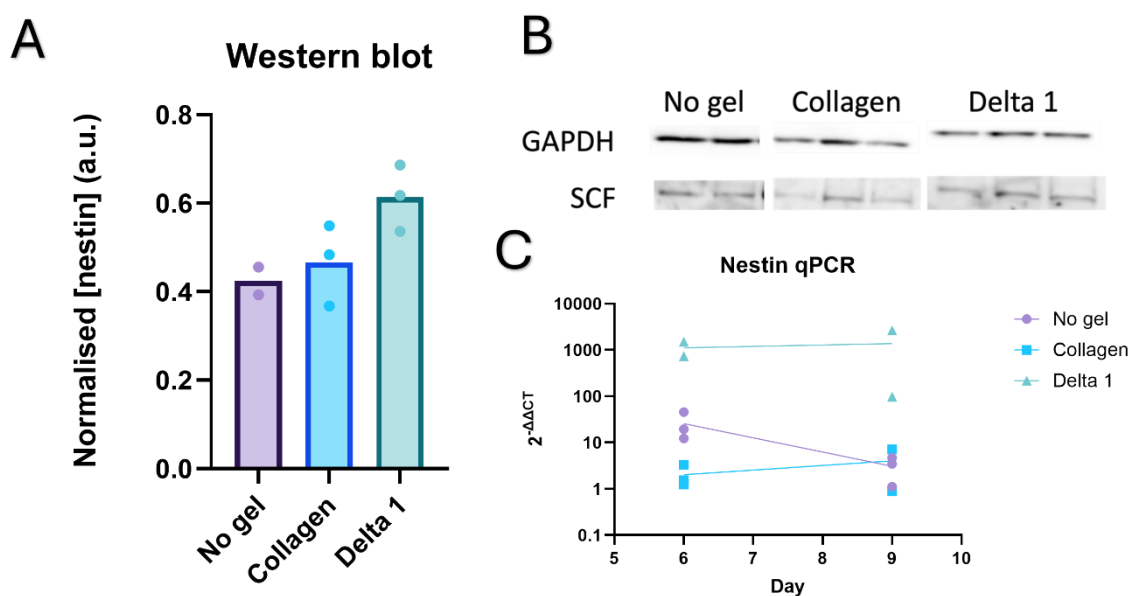 A
Western blot
Normalised [nestin] (a.u.)
0.8
0.6
0.4
0.2
0.0
No gel
Collagen
Delta 1
B
No gel Collagen Delta 1
GAPDH
SCF
C
Nestin qPCR
2^-ΔΔCT
10000
1000
100
10
1
0.1
5 6 7 8 9 10
Day
No gel
Collagen
Delta 1